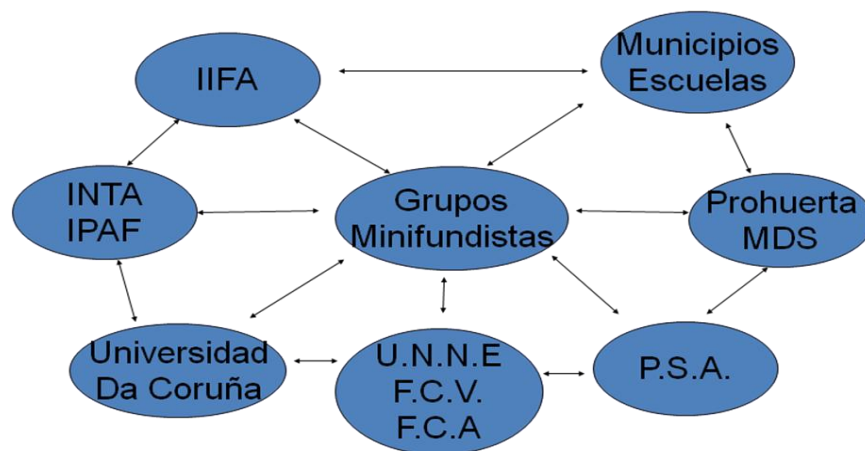 IIFA
Municipios
Escuelas
INTA
IPAF
Grupos
Minifundistas
Prohuerta
MDS
Universidad
Da Coruña
U.N.N.E
F.C.V.
F.C.A
P.S.A.